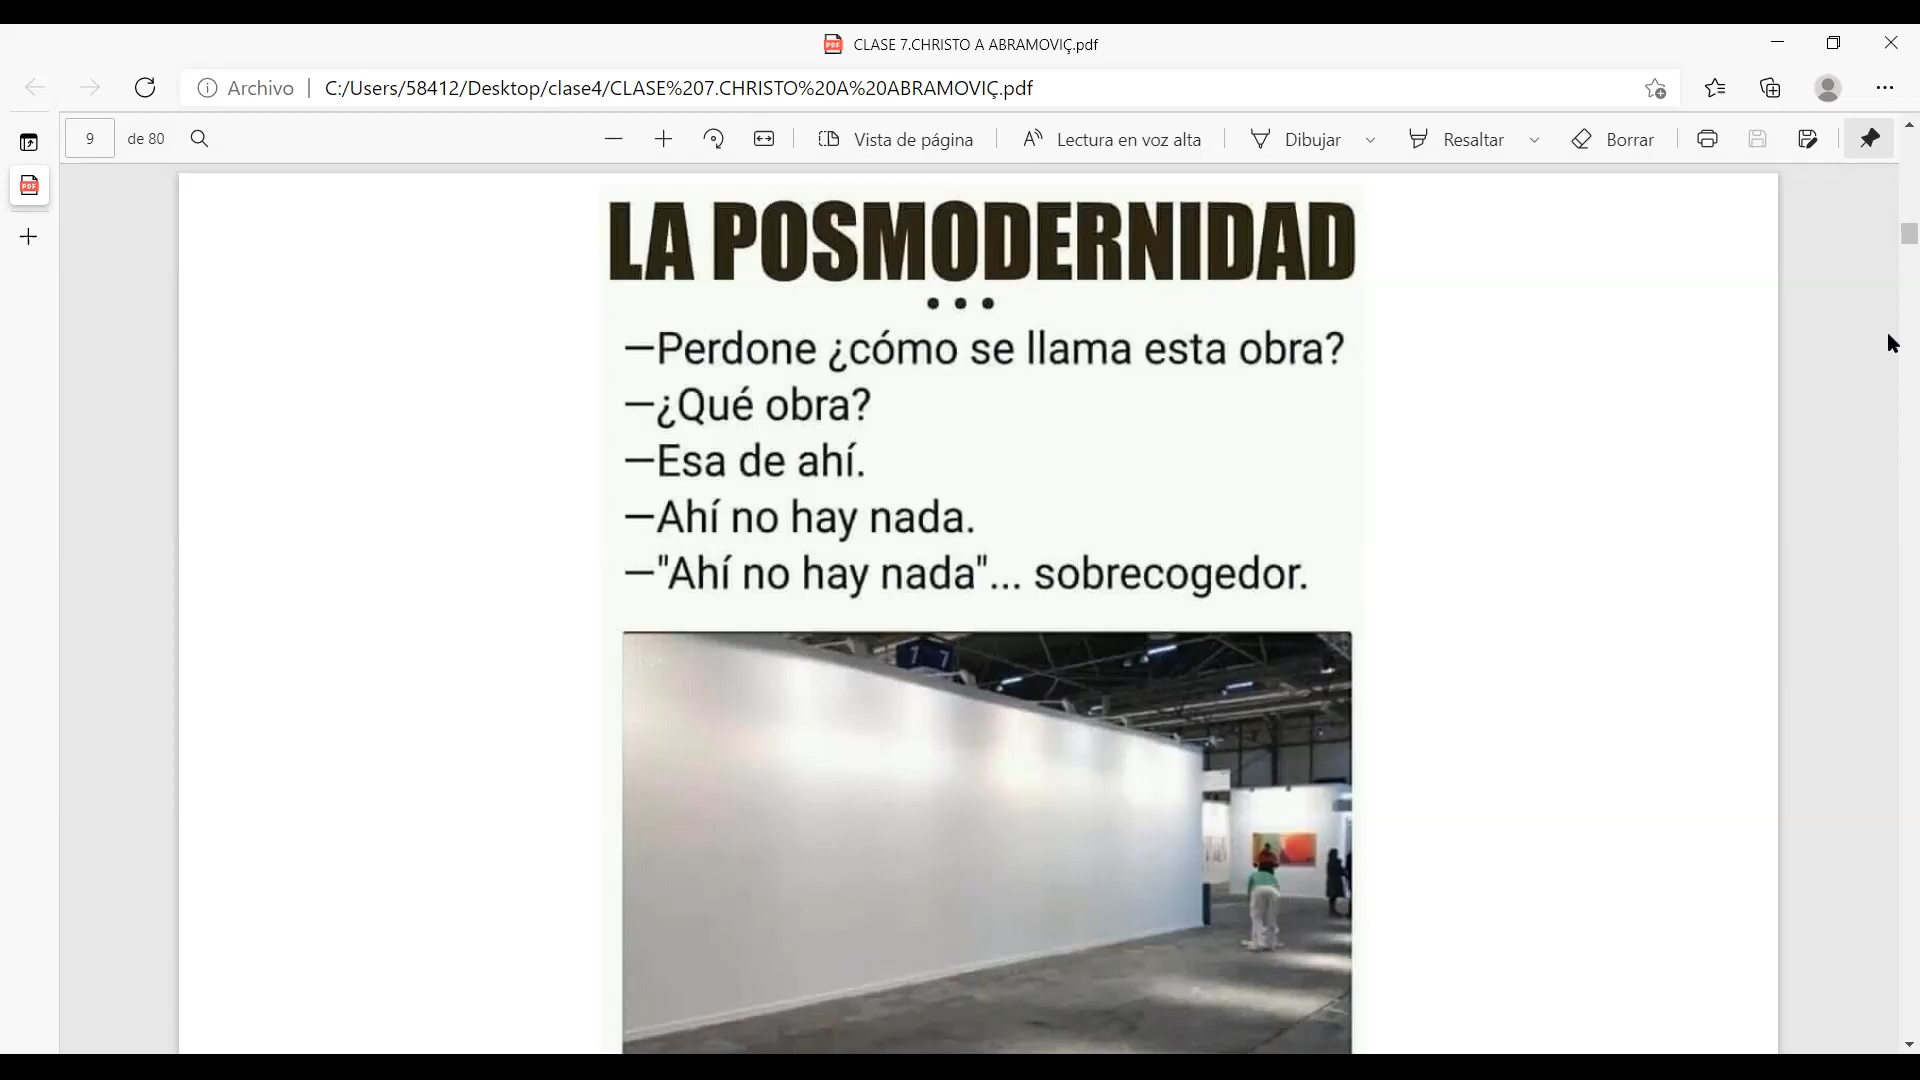 CLASE 7.CHRISTO A ABRAMOVIÇ.pdf
Archivo C:/Users/58412/Desktop/clase4/CLASE%207.CHRISTO%20A%20ABRAMOVIÇ.pdf
9 de 80 Vista de página Lectura en voz alta Dibujar Resaltar Borrar
LA POSMODERNIDAD
...
—Perdone ¿cómo se llama esta obra?
—¿Qué obra?
—Esa de ahí.
—Ahí no hay nada.
—"Ahí no hay nada"... sobrecogedor.